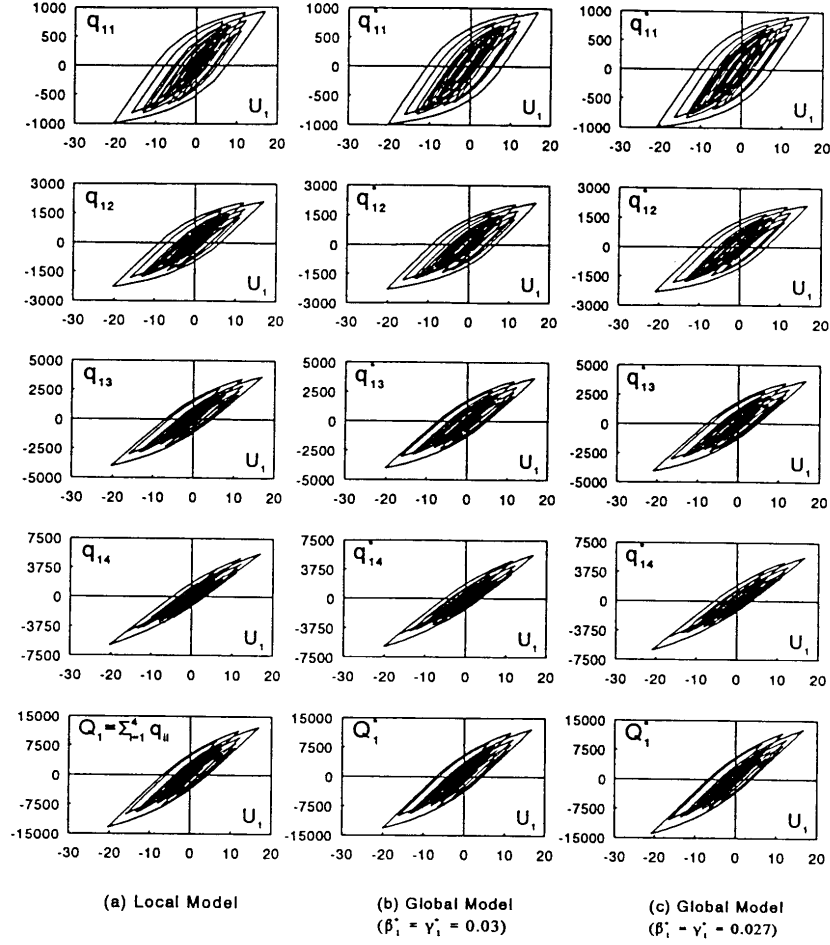 1000
500
0
-500
-1000
q₁₁
U₁
-30 -20 -10 0 10 20
1000
500
0
-500
-1000
q*₁₁
U₁
-30 -20 -10 0 10 20
1000
500
0
-500
-1000
q*₁₁
U₁
-30 -20 -10 0 10 20
3000
1500
0
-1500
-3000
q₁₂
U₁
-30 -20 -10 0 10 20
3000
1500
0
-1500
-3000
q*₁₂
U₁
-30 -20 -10 0 10 20
3000
1500
0
-1500
-3000
q*₁₂
U₁
-30 -20 -10 0 10 20
5000
2500
0
-2500
-5000
q₁₃
U₁
-30 -20 -10 0 10 20
5000
2500
0
-2500
-5000
q*₁₃
U₁
-30 -20 -10 0 10 20
5000
2500
0
-2500
-5000
q*₁₃
U₁
-30 -20 -10 0 10 20
7500
3750
0
-3750
-7500
q₁₄
U₁
-30 -20 -10 0 10 20
7500
3750
0
-3750
-7500
q*₁₄
U₁
-30 -20 -10 0 10 20
7500
3750
0
-3750
-7500
q*₁₄
U₁
-30 -20 -10 0 10 20
15000
7500
0
-7500
-15000
Q₁=Σ⁴ᵢ₌₁ qᵢᵢ
U₁
-30 -20 -10 0 10 20
15000
7500
0
-7500
-15000
Q*₁
U₁
-30 -20 -10 0 10 20
15000
7500
0
-7500
-15000
Q*₁
U₁
-30 -20 -10 0 10 20
(a) Local Model
(b) Global Model
(β*₁ = γ*₁ = 0.03)
(c) Global Model
(β*₁ = γ*₁ = 0.027)